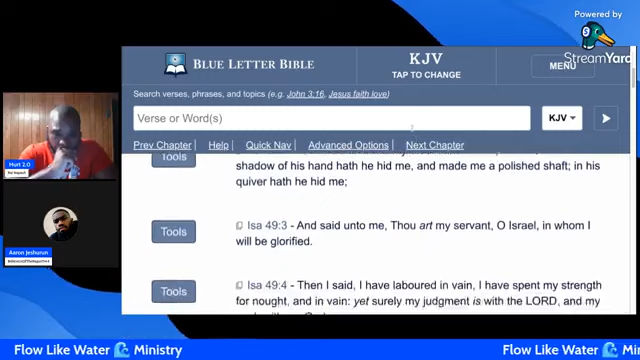 Powered by
StreamYard
BLUE LETTER BIBLE
KJV
TAP TO CHANGE
MENU
Search verses, phrases, and topics (e.g. John 3:16, Jesus faith love)
Verse or Word(s)
KJV
Prev Chapter | Help | Quick Nav | Advanced Options | Next Chapter
Tools
shadow of his hand hath he hid me, and made me a polished shaft; in his
quiver hath he hid me;
Tools
Isa 49:3 - And said unto me, Thou art my servant, O Israel, in whom I
will be glorified.
Tools
Isa 49:4 - Then I said, I have laboured in vain, I have spent my strength
for nought, and in vain: yet surely my judgment is with the LORD, and my
Hurt 2.0
Aaron Jeshurun
Flow Like Water 🌊 Ministry
Flow Like Water 🌊 Mi